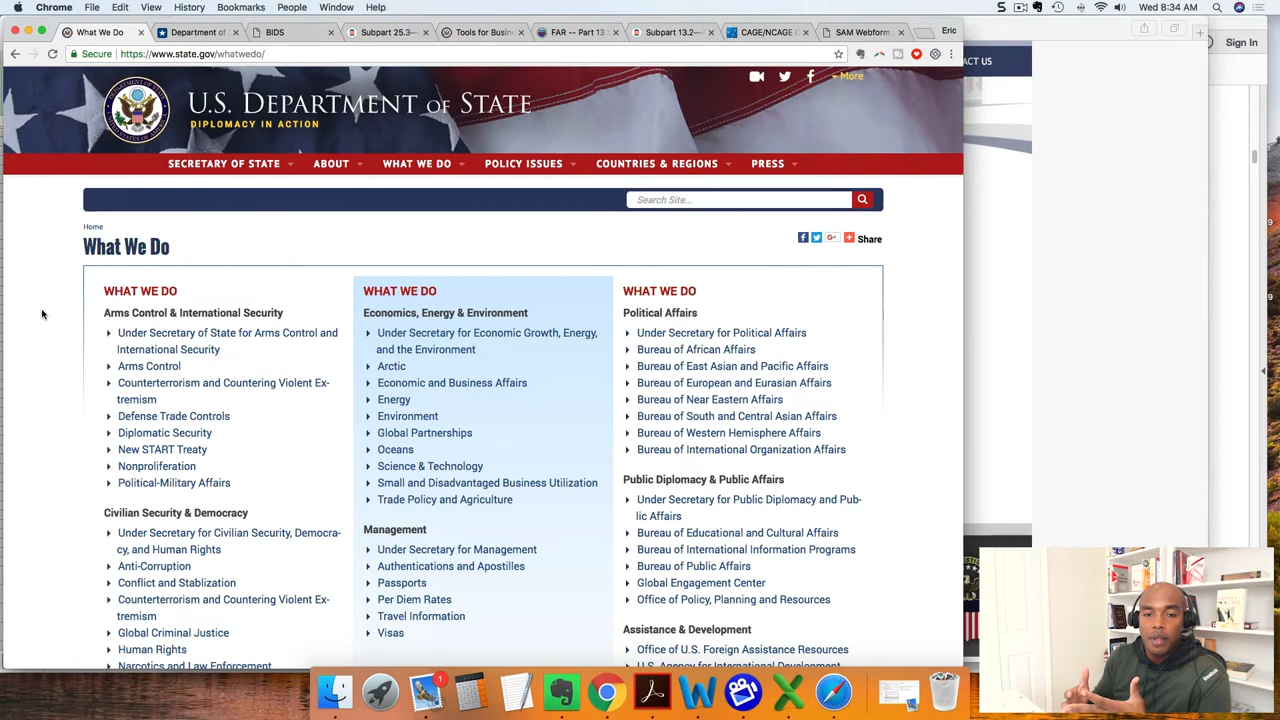 Chrome File Edit View History Bookmarks People Window Help
Wed 8:34 AM
What We Do
Department of
BIDS
Subpart 25.3—
Tools for Busine
FAR -- Part 13
Subpart 13.2—
CAGE/NCAGE C
SAM Webform
Eric
Secure https://www.state.gov/whatwedo/
Sign In
ACT US
U.S. DEPARTMENT OF STATE
DIPLOMACY IN ACTION
More
SECRETARY OF STATE ABOUT WHAT WE DO POLICY ISSUES COUNTRIES & REGIONS PRESS
Search Site...
Home
What We Do
Share
WHAT WE DO
Arms Control & International Security
Under Secretary of State for Arms Control and
International Security
Arms Control
Counterterrorism and Countering Violent Ex-
tremism
Defense Trade Controls
Diplomatic Security
New START Treaty
Nonproliferation
Political-Military Affairs
Civilian Security & Democracy
Under Secretary for Civilian Security, Democra-
cy, and Human Rights
Anti-Corruption
Conflict and Stablization
Counterterrorism and Countering Violent Ex-
tremism
Global Criminal Justice
Human Rights
Narcotics and Law Enforcement
WHAT WE DO
Economics, Energy & Environment
Under Secretary for Economic Growth, Energy,
and the Environment
Arctic
Economic and Business Affairs
Energy
Environment
Global Partnerships
Oceans
Science & Technology
Small and Disadvantaged Business Utilization
Trade Policy and Agriculture
Management
Under Secretary for Management
Authentications and Apostilles
Passports
Per Diem Rates
Travel Information
Visas
WHAT WE DO
Political Affairs
Under Secretary for Political Affairs
Bureau of African Affairs
Bureau of East Asian and Pacific Affairs
Bureau of European and Eurasian Affairs
Bureau of Near Eastern Affairs
Bureau of South and Central Asian Affairs
Bureau of Western Hemisphere Affairs
Bureau of International Organization Affairs
Public Diplomacy & Public Affairs
Under Secretary for Public Diplomacy and Pub-
lic Affairs
Bureau of Educational and Cultural Affairs
Bureau of International Information Programs
Bureau of Public Affairs
Global Engagement Center
Office of Policy, Planning and Resources
Assistance & Development
Office of U.S. Foreign Assistance Resources
U.S. Agency for International Development